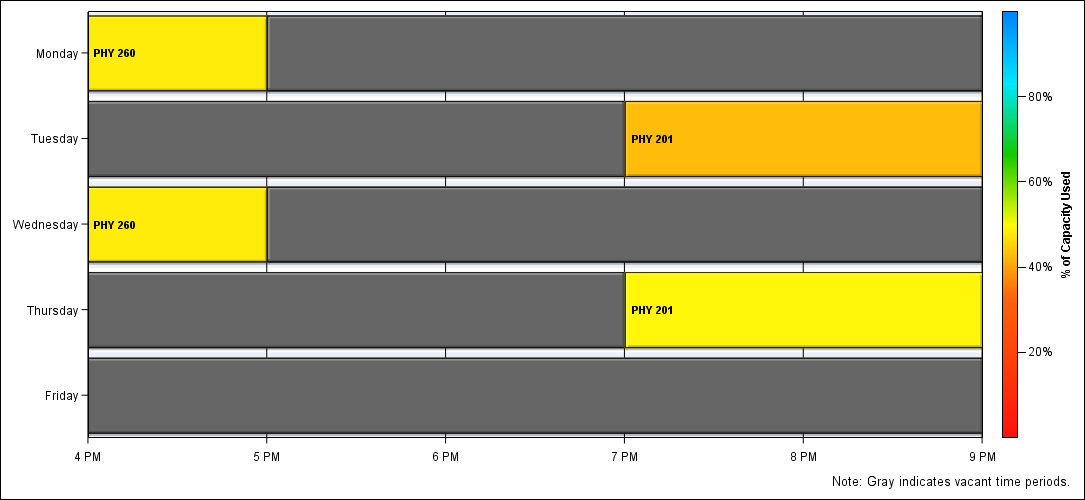 Monday
PHY 260
Tuesday
PHY 201
Wednesday
PHY 260
Thursday
PHY 201
Friday
4 PM 5 PM 6 PM 7 PM 8 PM 9 PM
80%
60%
40%
20%
% of Capacity Used
Note: Gray indicates vacant time periods.